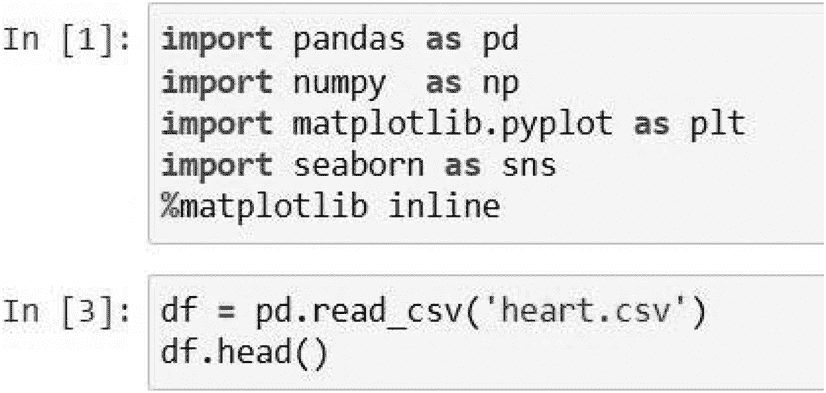 In [1]: import pandas as pd
import numpy  as np
import matplotlib.pyplot as plt
import seaborn as sns
%matplotlib inline
In [3]: df = pd.read_csv('heart.csv')
df.head()